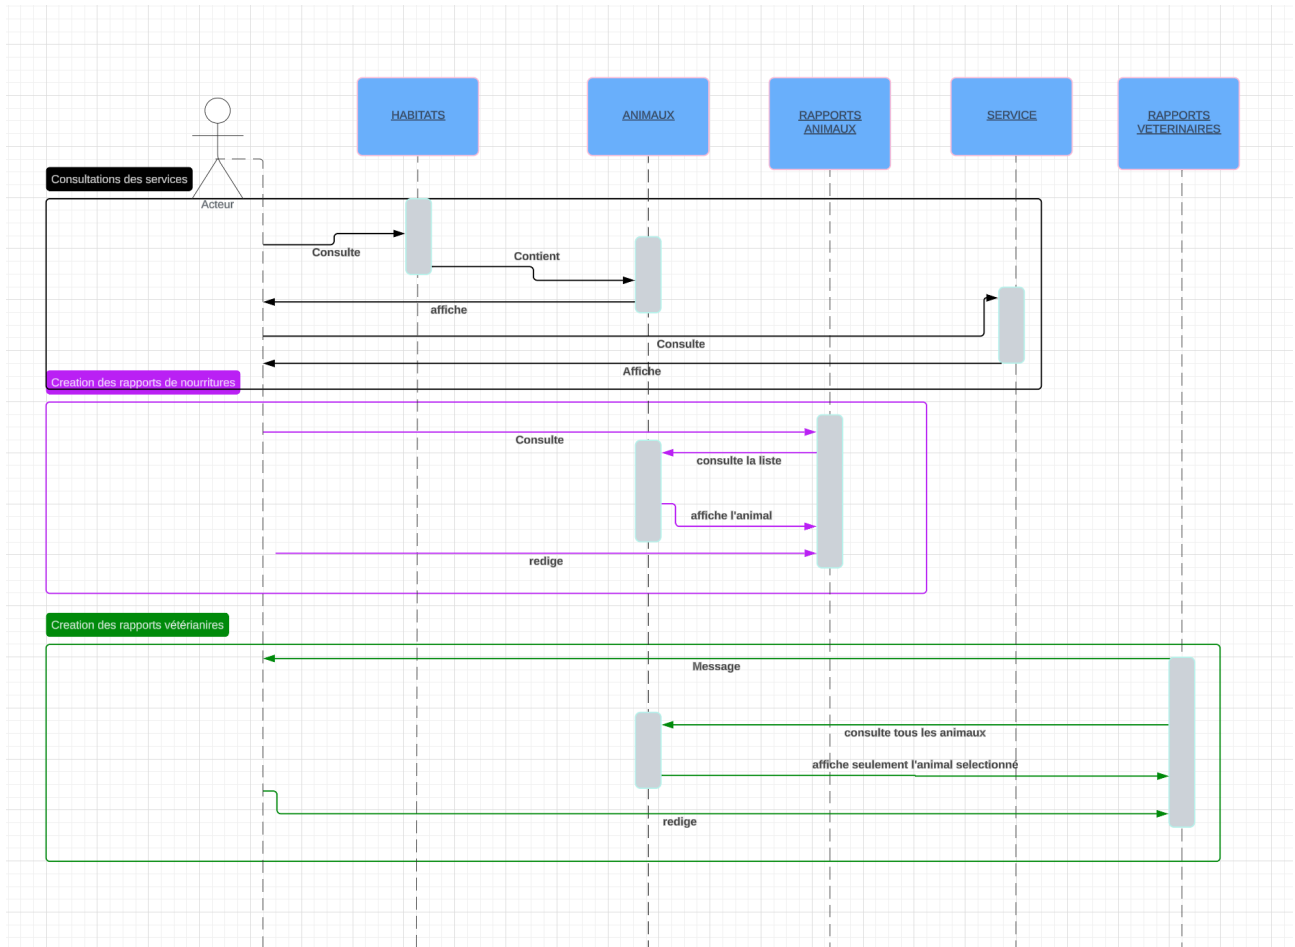 HABITATS
ANIMAUX
RAPPORTS
ANIMAUX
SERVICE
RAPPORTS
VETERINAIRES
Consultations des services
Acteur
Consulte
Contient
affiche
Consulte
Affiche
Creation des rapports de nourritures
Consulte
consulte la liste
affiche l'animal
redige
Creation des rapports vétérianires
Message
consulte tous les animaux
affiche seulement l'animal selectionné
redige